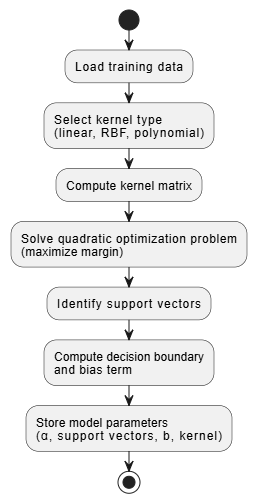 Load training data
Select kernel type
(linear, RBF, polynomial)
Compute kernel matrix
Solve quadratic optimization problem
(maximize margin)
Identify support vectors
Compute decision boundary
and bias term
Store model parameters
(α, support vectors, b, kernel)